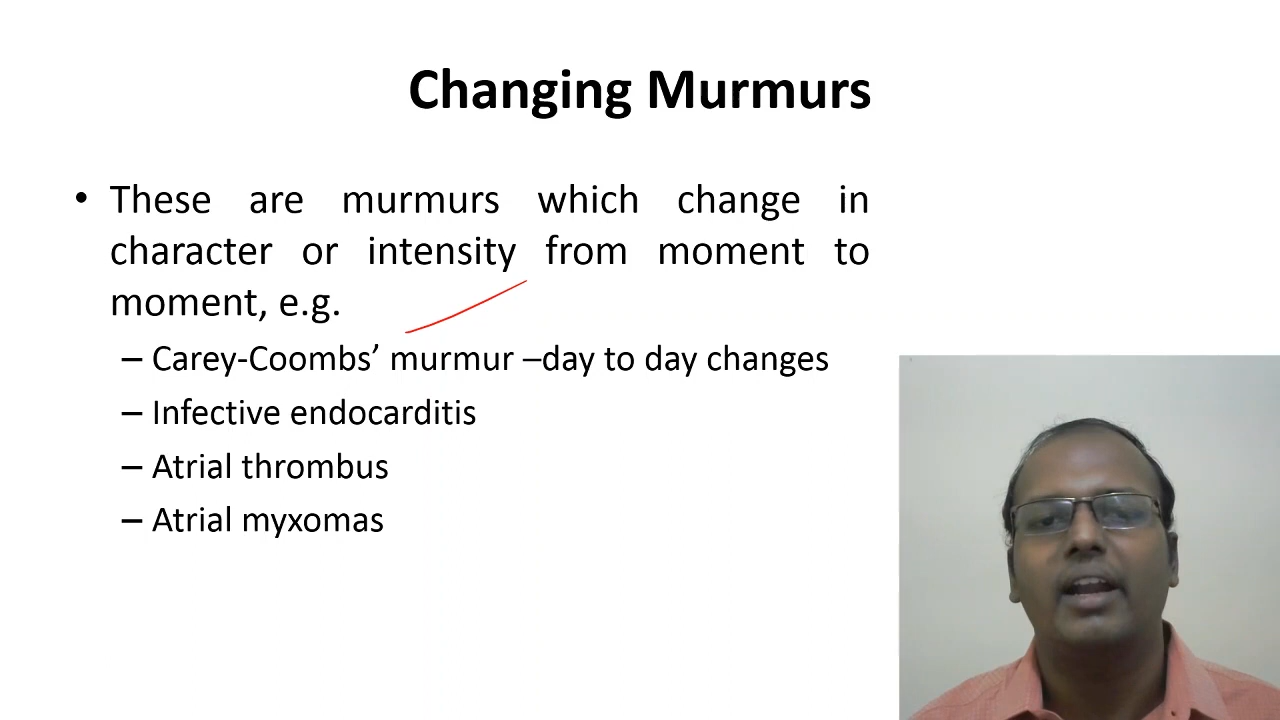 Changing Murmurs
• These are murmurs which change in
character or intensity from moment to
moment, e.g.
– Carey-Coombs’ murmur –day to day changes
– Infective endocarditis
– Atrial thrombus
– Atrial myxomas